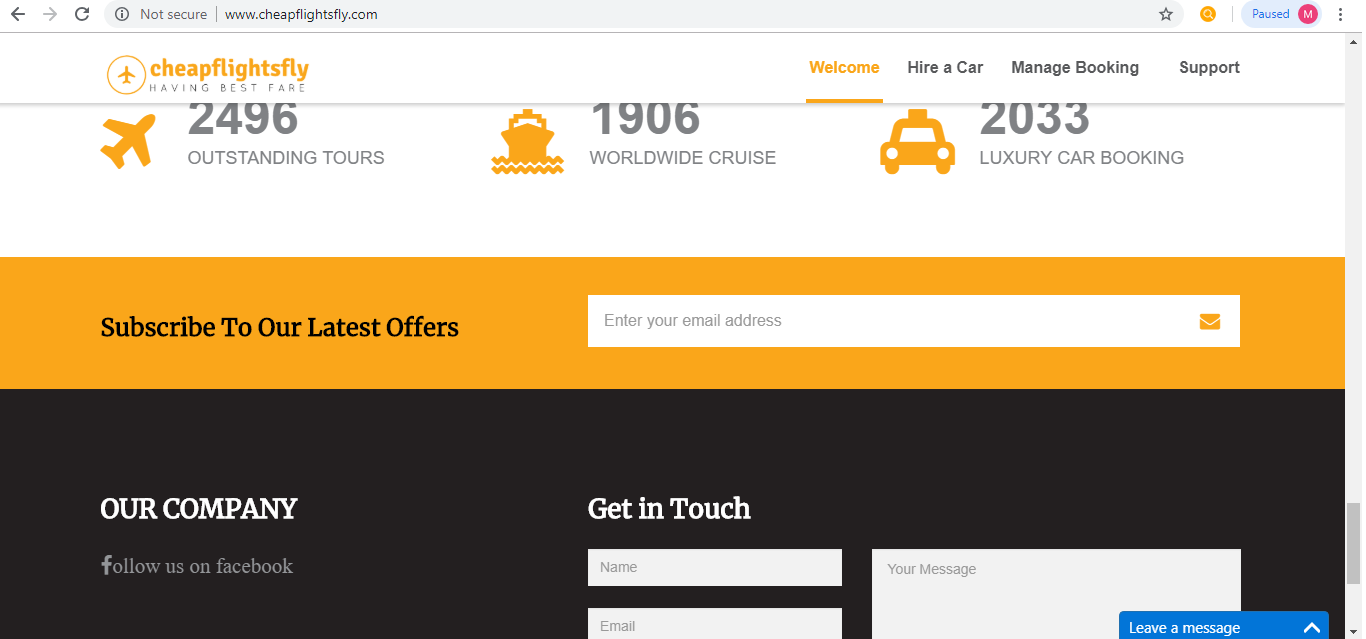 Not secure www.cheapflightsfly.com Paused M
cheapflightsfly
HAVING BEST FARE
Welcome Hire a Car Manage Booking Support
2496 1906 2033
OUTSTANDING TOURS WORLDWIDE CRUISE LUXURY CAR BOOKING
Subscribe To Our Latest Offers Enter your email address
OUR COMPANY Get in Touch
follow us on facebook Name Your Message
Email
Leave a message